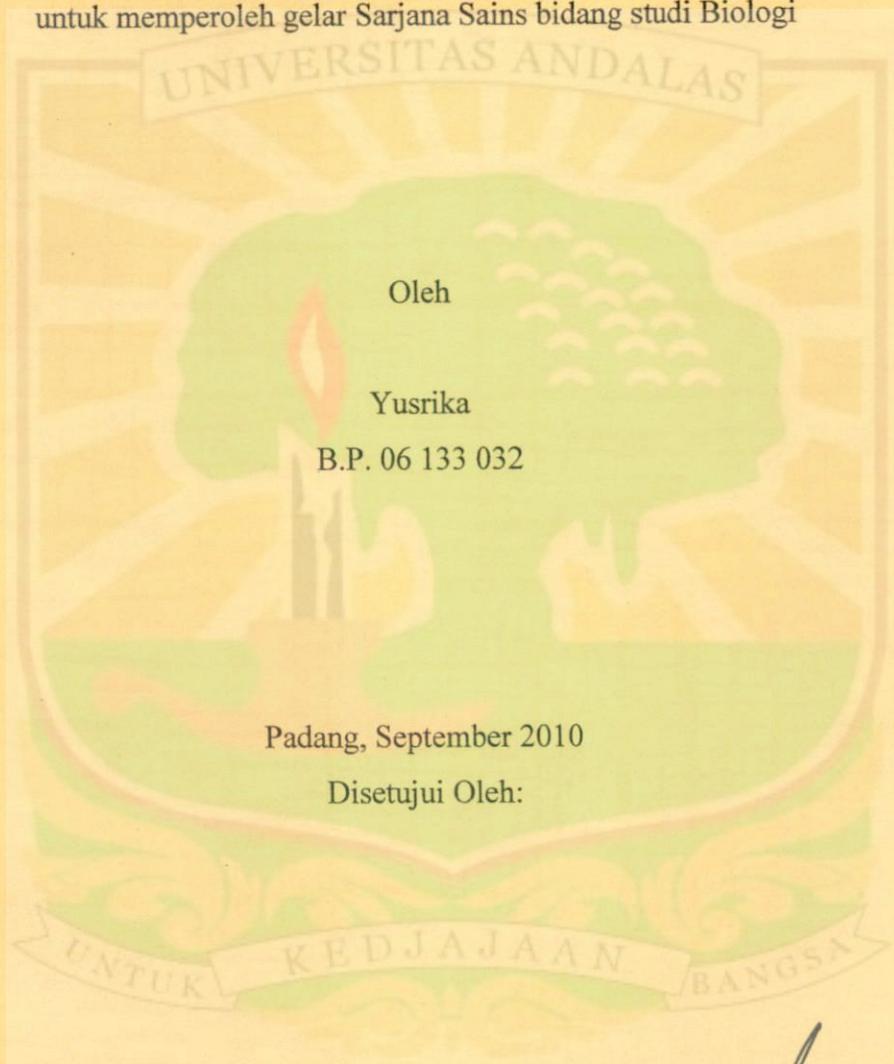 untuk memperoleh gelar Sarjana Sains bidang studi Biologi
UNIVERSITAS ANDALAS
Oleh
Yusrika
B.P. 06 133 032
Padang, September 2010
Disetujui Oleh:
UNTUK KEDJAJAAN BANGSA